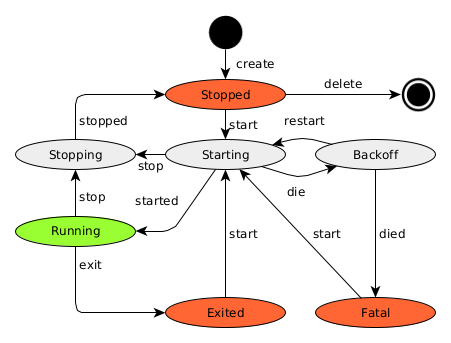 create
Stopped
delete
stopped
start
restart
Stopping
Starting
Backoff
stop
die
stop
started
Running
start
start
died
exit
Exited
Fatal